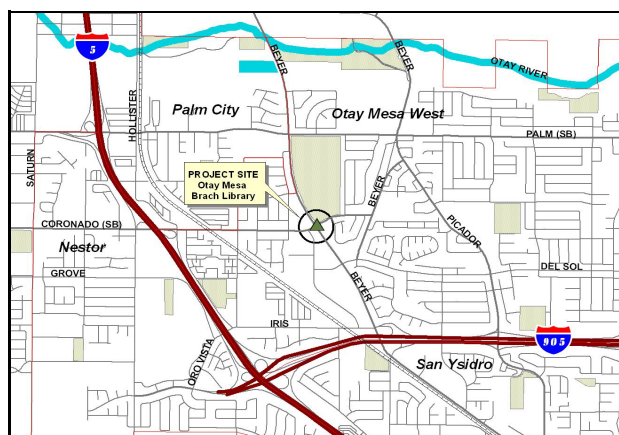 5
BEYER
BEYER
OTAY RIVER
HOLLISTER
Palm City
Otay Mesa West
PALM (SB)
SATURN
PROJECT SITE
Otay Mesa
Brach Library
BEYER
PICADOR
CORONADO (SB)
Nestor
GROVE
DEL SOL
BEYER
IRIS
905
ORO VISTA
San Ysidro